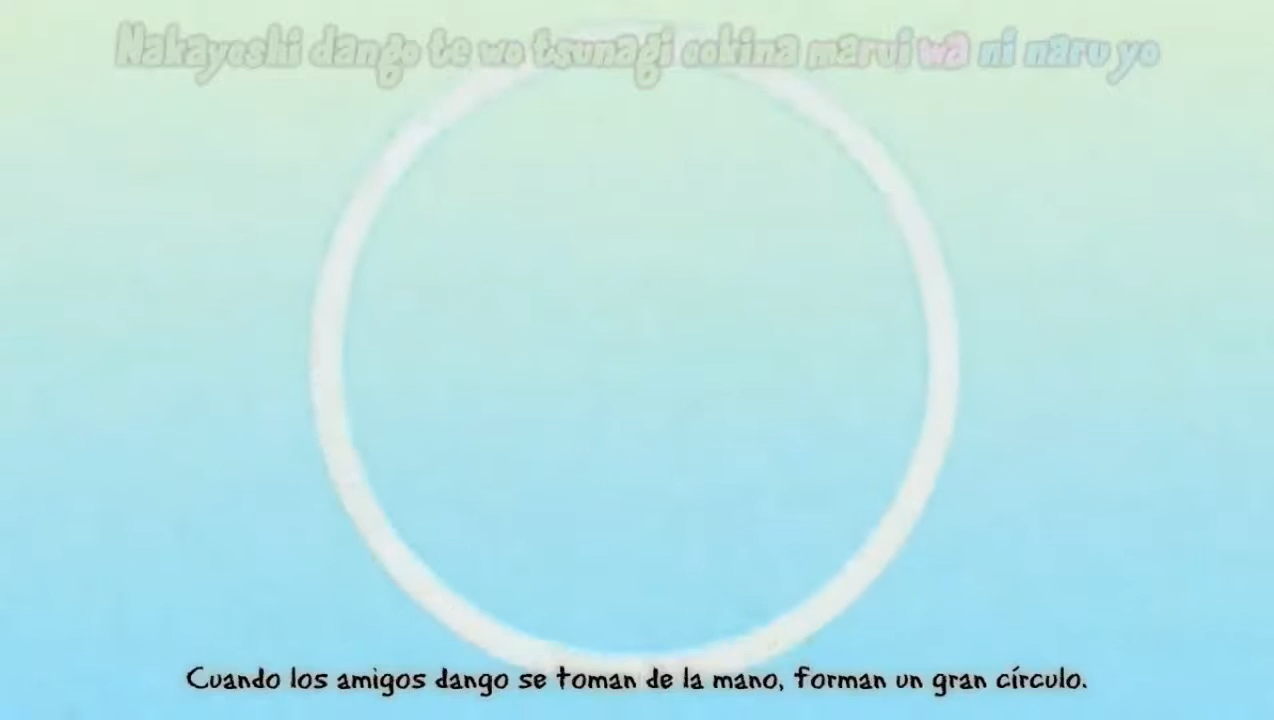 Nakayoshi dango te wo tsunagi ookina marui wa ni naru yo
Cuando los amigos dango se toman de la mano, forman un gran círculo.